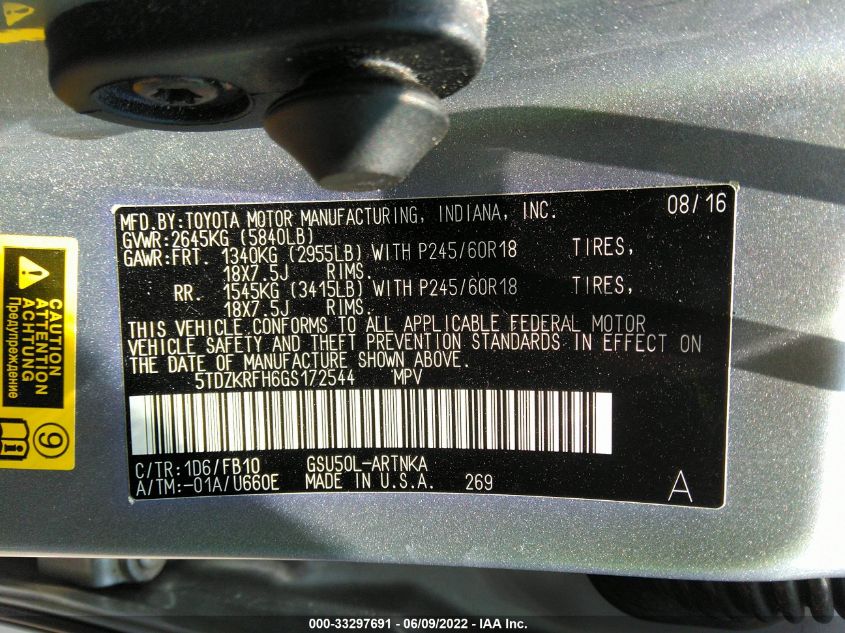 MFD.BY:TOYOTA MOTOR MANUFACTURING, INDIANA, INC. 08/16
GVWR:2645KG (5840LB)
GAWR:FRT. 1340KG (2955LB) WITH P245/60R18 TIRES,
18X7.5J RIMS.
RR. 1545KG (3415LB) WITH P245/60R18 TIRES,
18X7.5J RIMS.
THIS VEHICLE CONFORMS TO ALL APPLICABLE FEDERAL MOTOR
VEHICLE SAFETY AND THEFT PREVENTION STANDARDS IN EFFECT ON
THE DATE OF MANUFACTURE SHOWN ABOVE.
5TDZKRFH6GS172544 MPV
C/TR:1D6/FB10 GSU50L-ARTNKA
A/TM:-01A/U660E MADE IN U.S.A. 269 A
CAUTION
ATTENTION
ACHTUNG
Предупреждение
9
000-33297691 - 06/09/2022 - IAA Inc.